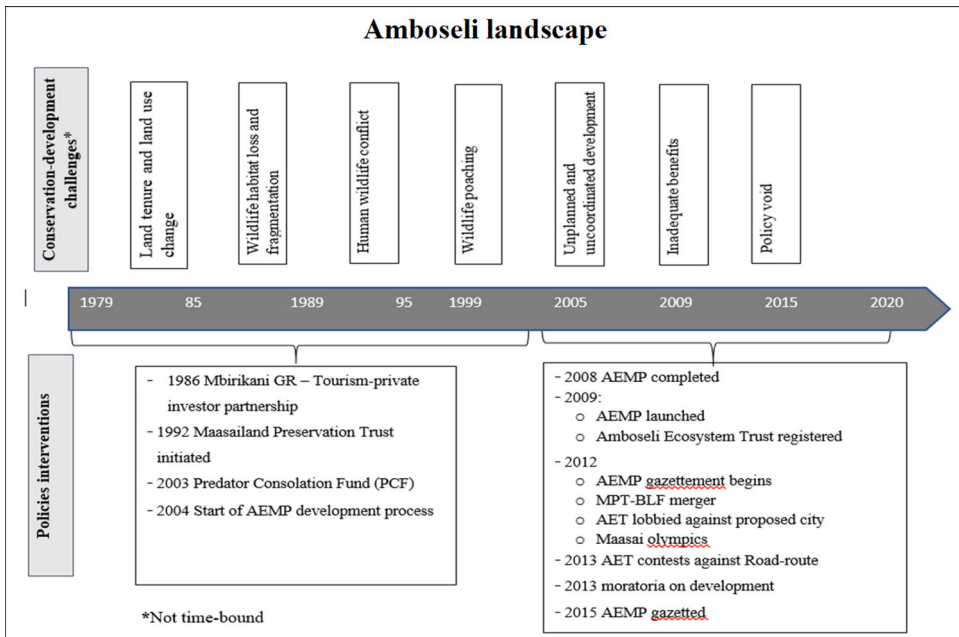 Amboseli landscape
Conservation-development
challenges*
Land tenure and land use
change
Wildlife habitat loss and
fragmentation
Human wildlife conflict
Wildlife poaching
Unplanned and
uncoordinated development
Inadequate benefits
Policy void
1979 85 1989 95 1999 2005 2009 2015 2020
Policies interventions
- 1986 Mbirikani GR – Tourism-private
investor partnership
- 1992 Maasailand Preservation Trust
initiated
- 2003 Predator Consolation Fund (PCF)
- 2004 Start of AEMP development process
*Not time-bound
- 2008 AEMP completed
- 2009:
o AEMP launched
o Amboseli Ecosystem Trust registered
- 2012
o AEMP gazettement begins
o MPT-BLF merger
o AET lobbied against proposed city
o Maasai olympics
- 2013 AET contests against Road-route
- 2013 moratoria on development
- 2015 AEMP gazetted